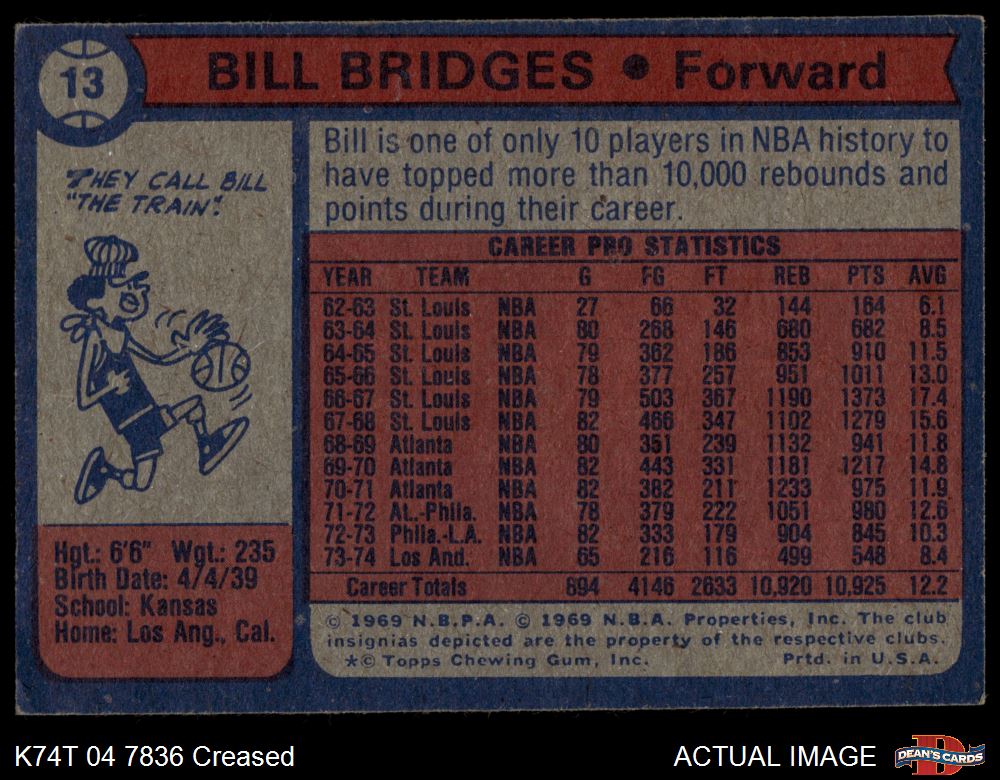 13
BILL BRIDGES • Forward
THEY CALL BILL
"THE TRAIN".
Bill is one of only 10 players in NBA history to
have topped more than 10,000 rebounds and
points during their career.
CAREER PRO STATISTICS
YEAR TEAM G FG FT REB PTS AVG
62-63 St. Louis NBA 27 66 32 144 164 6.1
63-64 St. Louis NBA 80 268 146 680 682 8.5
64-65 St. Louis NBA 79 362 186 853 910 11.5
65-66 St. Louis NBA 78 377 257 951 1011 13.0
66-67 St. Louis NBA 79 503 367 1190 1373 17.4
67-68 St. Louis NBA 82 466 347 1102 1279 15.6
68-69 Atlanta NBA 80 351 239 1132 941 11.8
69-70 Atlanta NBA 82 443 331 1181 1217 14.8
70-71 Atlanta NBA 82 382 211 1233 975 11.9
71-72 At.-Phila. NBA 78 379 222 1051 980 12.6
72-73 Phila.-L.A. NBA 82 333 179 904 845 10.3
73-74 Los And. NBA 65 216 116 499 548 8.4
Career Totals 894 4146 2633 10,920 10,925 12.2
Hgt.: 6'6" Wgt.: 235
Birth Date: 4/4/39
School: Kansas
Home: Los Ang., Cal.
© 1969 N.B.P.A. © 1969 N.B.A. Properties, Inc. The club
insignias depicted are the property of the respective clubs.
*© Topps Chewing Gum, Inc. Prtd. in U.S.A.
K74T 04 7836 Creased
ACTUAL IMAGE
DEAN'S CARDS